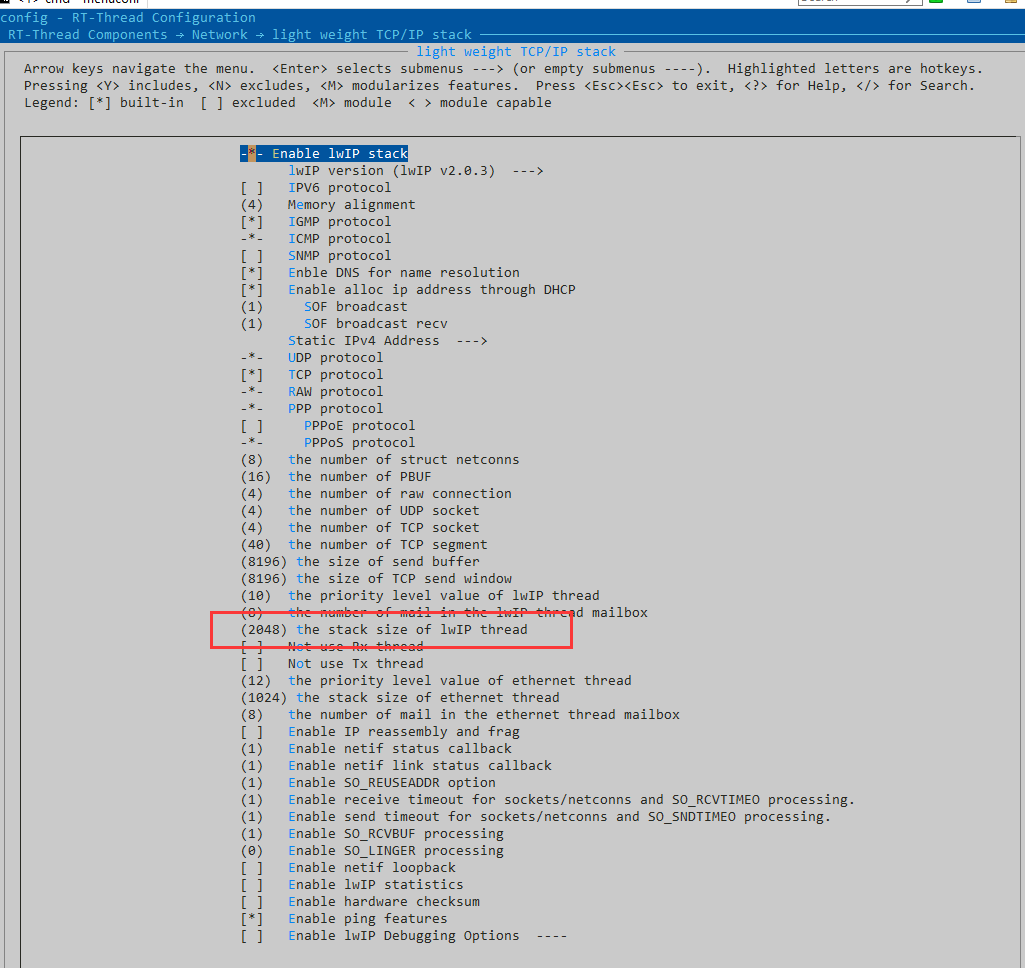 config - RT-Thread Configuration
RT-Thread Components → Network → light weight TCP/IP stack
light weight TCP/IP stack
Arrow keys navigate the menu.  <Enter> selects submenus ---> (or empty submenus ----).  Highlighted letters are hotkeys.
Pressing <Y> includes, <N> excludes, <M> modularizes features.  Press <Esc><Esc> to exit, <?> for Help, </> for Search.
Legend: [*] built-in  [ ] excluded  <M> module  < > module capable
-*- Enable lwIP stack
lwIP version (lwIP v2.0.3)  --->
[ ]   IPV6 protocol
(4)   Memory alignment
[*]   IGMP protocol
-*-   ICMP protocol
[ ]   SNMP protocol
[*]   Enble DNS for name resolution
[*]   Enable alloc ip address through DHCP
(1)     SOF broadcast
(1)     SOF broadcast recv
Static IPv4 Address  --->
-*-   UDP protocol
[*]   TCP protocol
-*-   RAW protocol
-*-   PPP protocol
[ ]     PPPoE protocol
-*-     PPPoS protocol
(8)   the number of struct netconns
(16)  the number of PBUF
(4)   the number of raw connection
(4)   the number of UDP socket
(4)   the number of TCP socket
(40)  the number of TCP segment
(8196) the size of send buffer
(8196) the size of TCP send window
(10)  the priority level value of lwIP thread
(8)   the number of mail in the lwIP thread mailbox
(2048) the stack size of lwIP thread
[ ]   Not use Rx thread
[ ]   Not use Tx thread
(12)  the priority level value of ethernet thread
(1024) the stack size of ethernet thread
(8)   the number of mail in the ethernet thread mailbox
[ ]   Enable IP reassembly and frag
(1)   Enable netif status callback
(1)   Enable netif link status callback
(1)   Enable SO_REUSEADDR option
(1)   Enable receive timeout for sockets/netconns and SO_RCVTIMEO processing.
(1)   Enable send timeout for sockets/netconns and SO_SNDTIMEO processing.
(1)   Enable SO_RCVBUF processing
(0)   Enable SO_LINGER processing
[ ]   Enable netif loopback
[ ]   Enable lwIP statistics
[ ]   Enable hardware checksum
[*]   Enable ping features
[ ]   Enable lwIP Debugging Options  ----